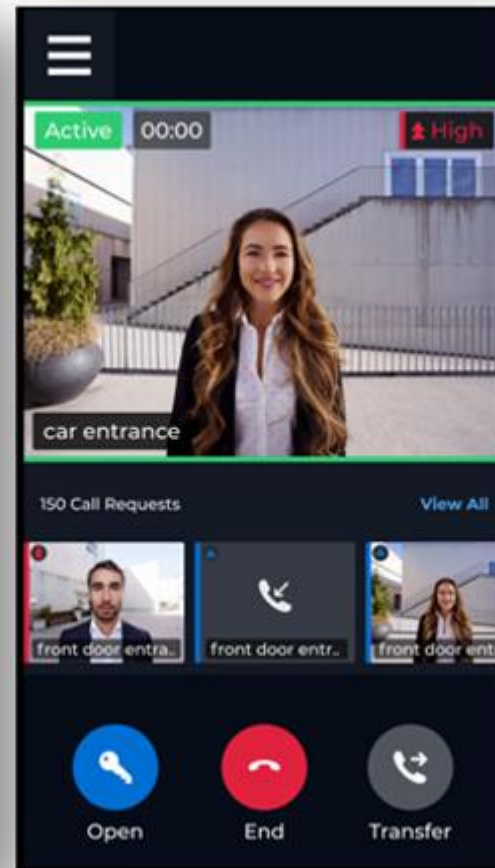 Active 00:00 High
car entrance
150 Call Requests View All
front door entra.. front door entr.. front door ent
Open End Transfer